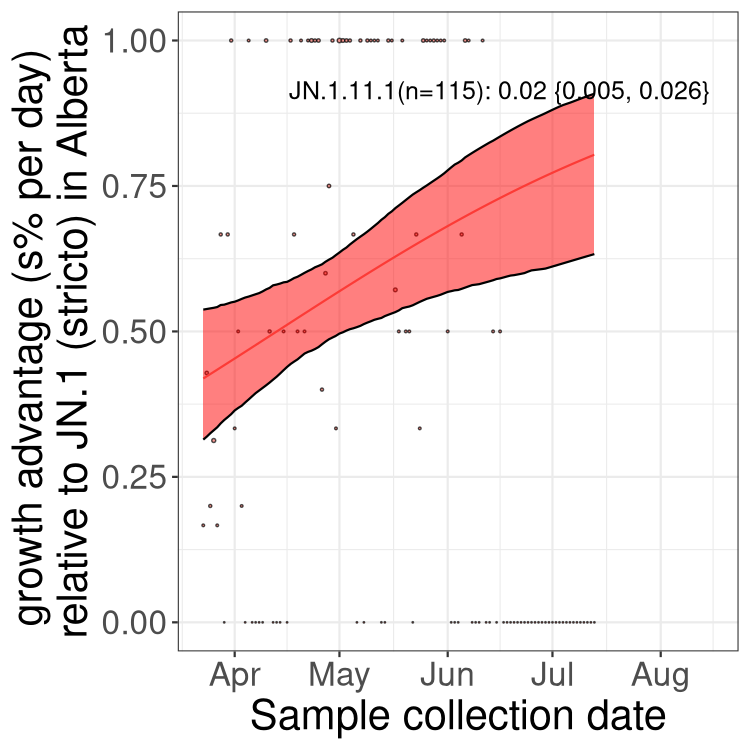 growth advantage (s% per day)
relative to JN.1 (stricto) in Alberta
1.00
0.75
0.50
0.25
0.00
JN.1.11.1(n=115): 0.02 {0.005, 0.026}
Apr May Jun Jul Aug
Sample collection date